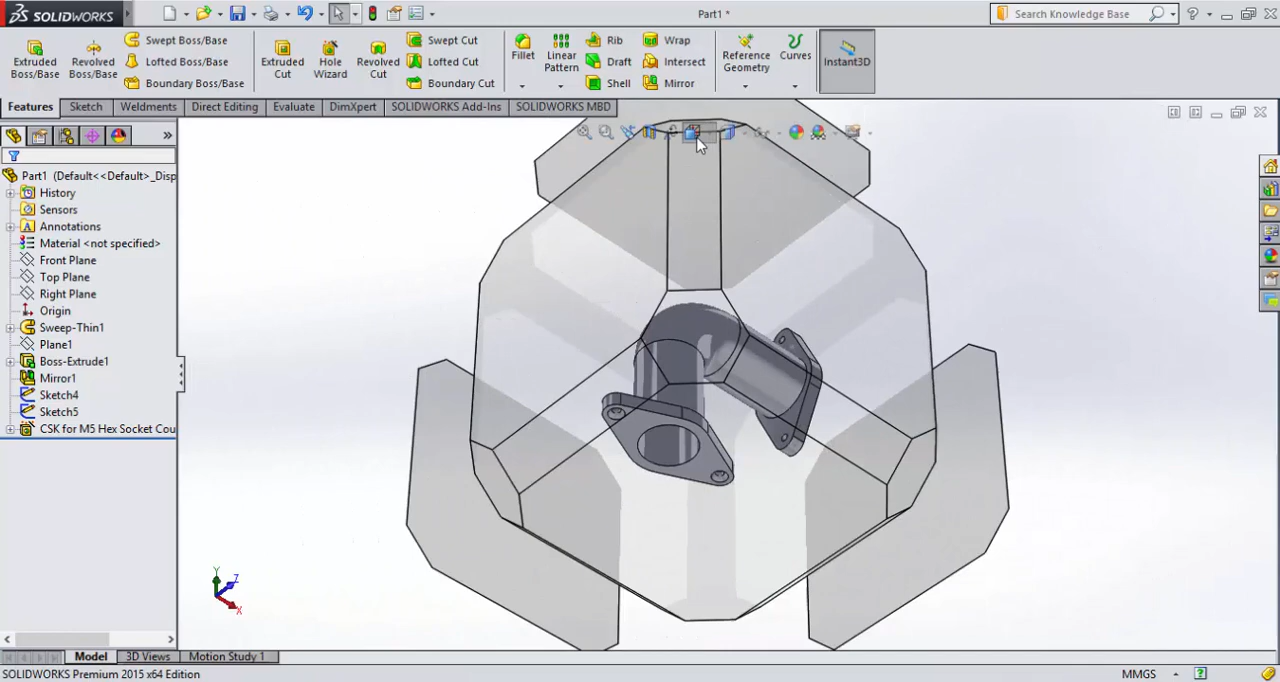 SOLIDWORKS
Part1 *
Search Knowledge Base
Extruded Boss/Base
Revolved Boss/Base
Swept Boss/Base
Lofted Boss/Base
Boundary Boss/Base
Extruded Cut
Hole Wizard
Revolved Cut
Swept Cut
Lofted Cut
Boundary Cut
Fillet
Linear Pattern
Rib
Draft
Shell
Wrap
Intersect
Mirror
Reference Geometry
Curves
Instant3D
Features
Sketch
Weldments
Direct Editing
Evaluate
DimXpert
SOLIDWORKS Add-Ins
SOLIDWORKS MBD
Part1 (Default<<Default>_Disp
History
Sensors
Annotations
Material <not specified>
Front Plane
Top Plane
Right Plane
Origin
Sweep-Thin1
Plane1
Boss-Extrude1
Mirror1
Sketch4
Sketch5
CSK for M5 Hex Socket Cou
Y
Z
X
Model
3D Views
Motion Study 1
SOLIDWORKS Premium 2015 x64 Edition
MMGS